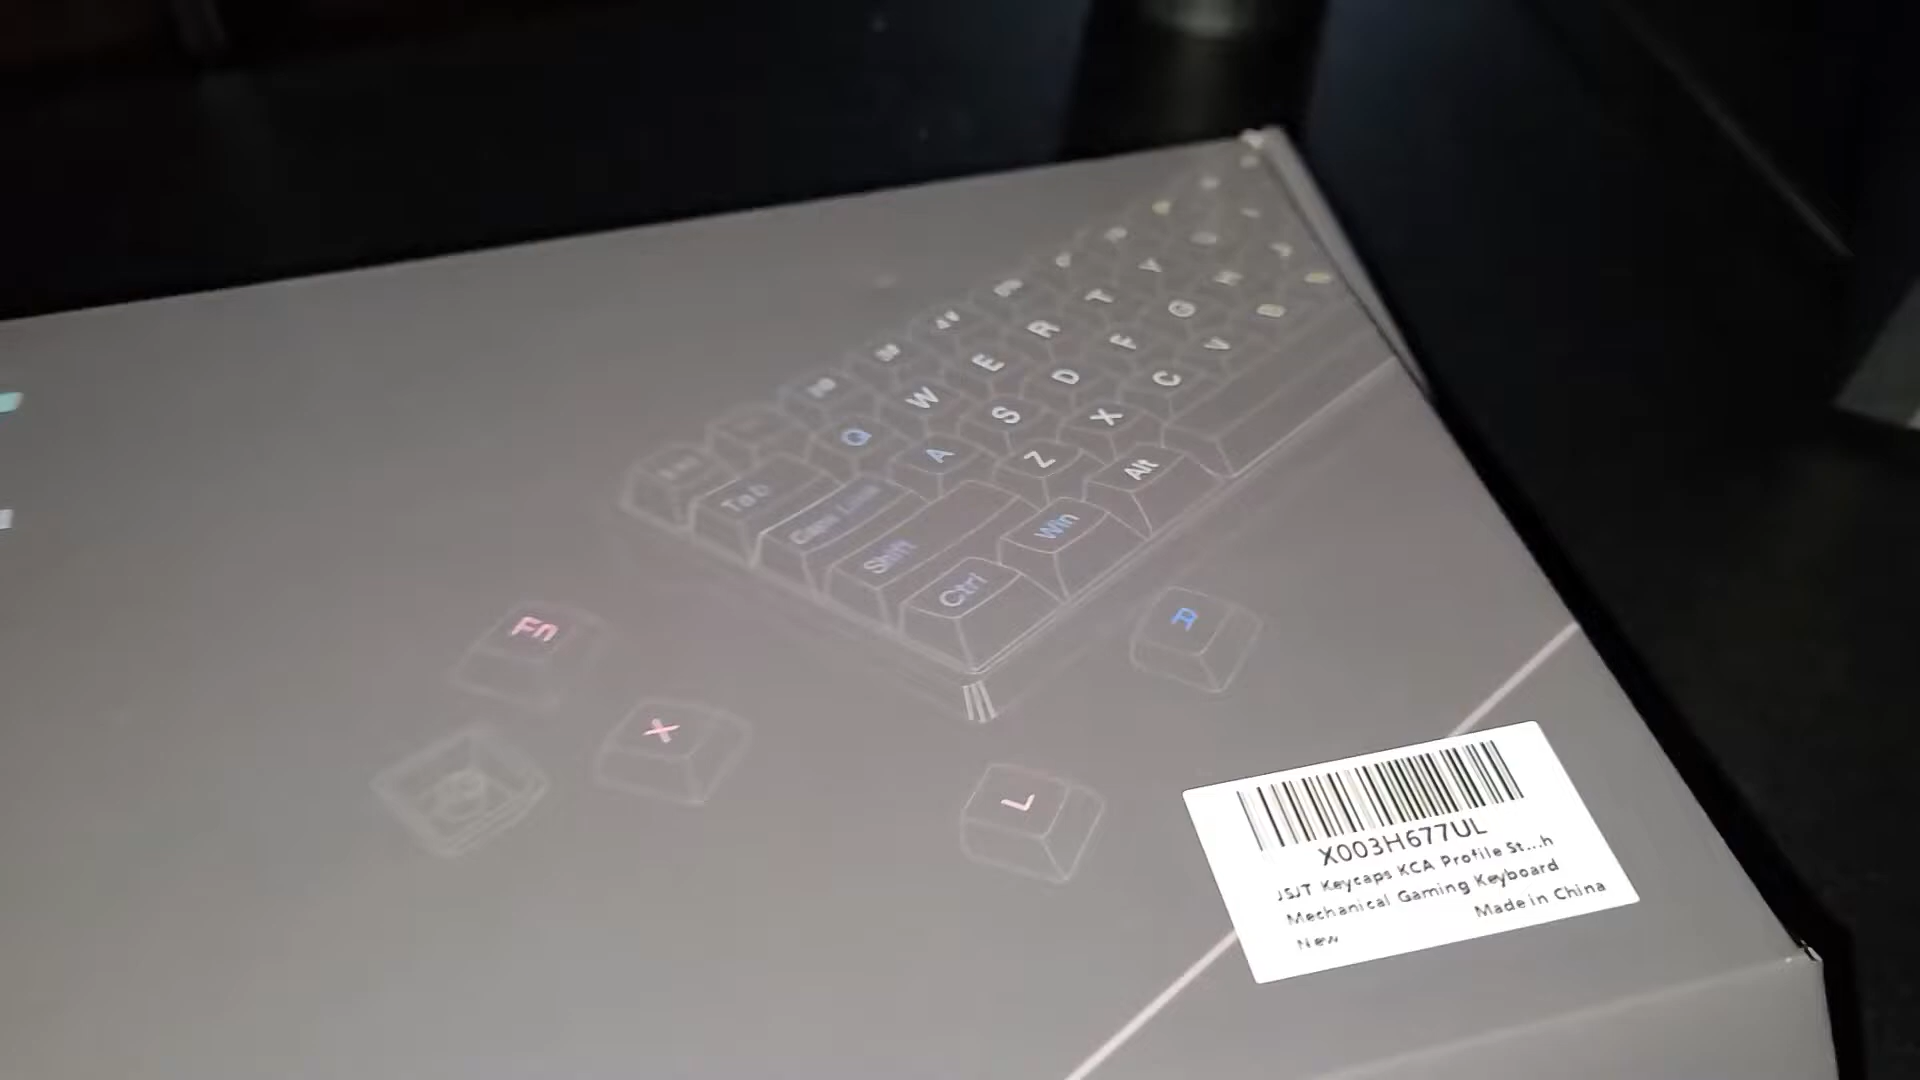 W E R T Y
Q
A S D F G H
Z X C V
Tab
Caps Lock
Shift
Ctrl Win Alt
Fn
X
R
L
X003H677UL
JSJT Keycaps KCA Profile St...h
Mechanical Gaming Keyboard
Made in China
New